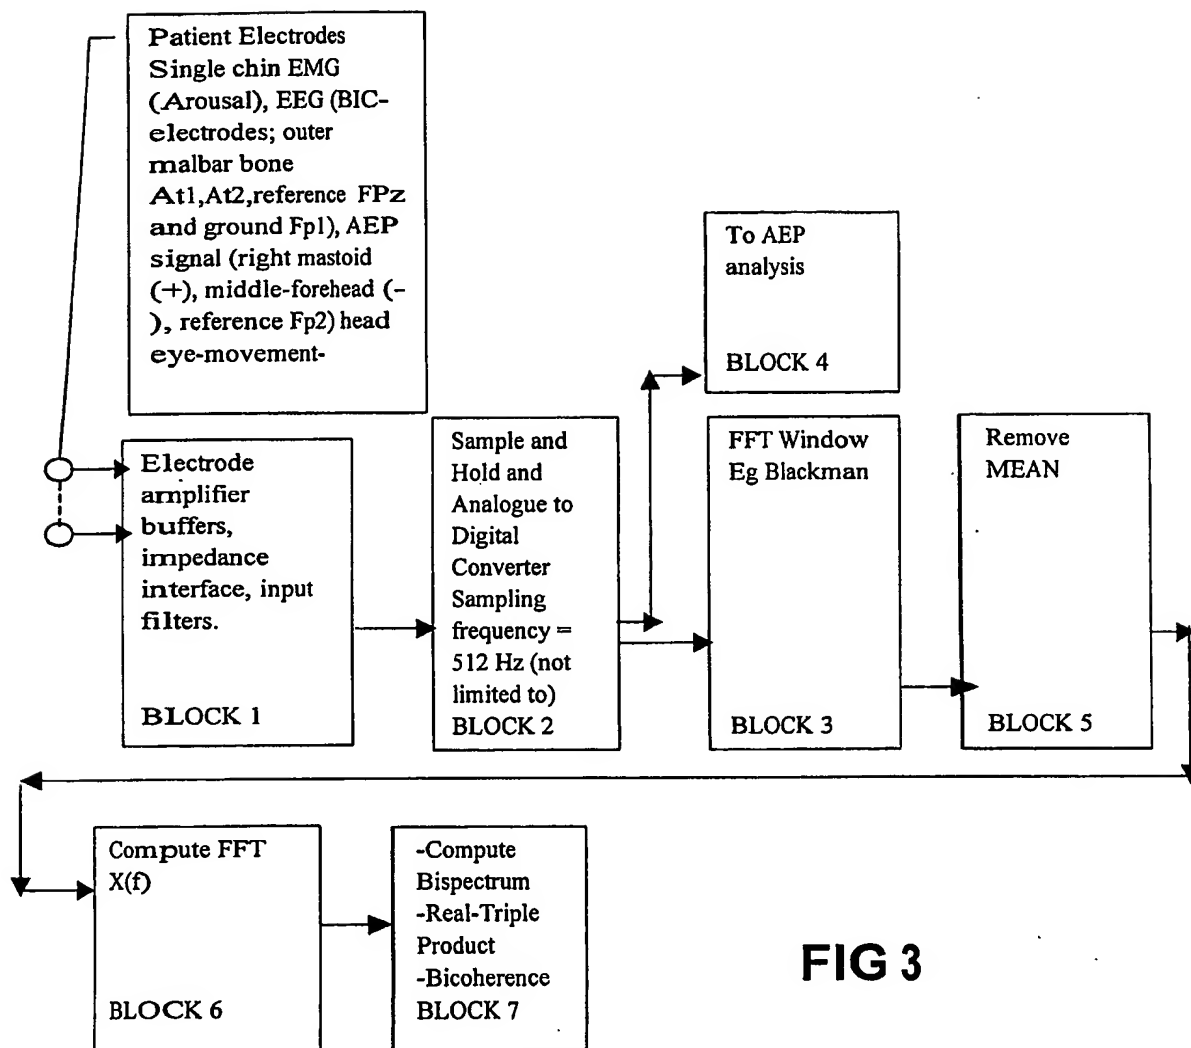 Patient Electrodes
Single chin EMG
(Arousal), EEG (BIC-
electrodes; outer
malbar bone
At1,At2,reference FPz
and ground Fp1), AEP
signal (right mastoid
(+), middle-forehead (-
), reference Fp2) head
eye-movement-
To AEP
analysis
BLOCK 4
Electrode
amplifier
buffers,
impedance
interface, input
filters.
BLOCK 1
Sample and
Hold and
Analogue to
Digital
Converter
Sampling
frequency =
512 Hz (not
limited to)
BLOCK 2
FFT Window
Eg Blackman
BLOCK 3
Remove
MEAN
BLOCK 5
Compute FFT
X(f)
BLOCK 6
-Compute
Bispectrum
-Real-Triple
Product
-Bicoherence
BLOCK 7
FIG 3